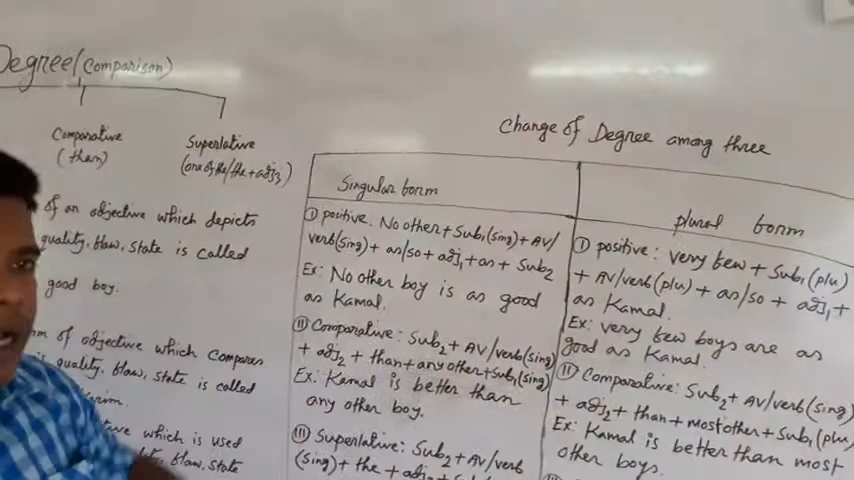 Degree (Comparison)
Comparative
(than)
Superlative
(one of the/the + adj3)
of an objective which depicts
quality, flaw, state is called
good boy.
of objective which compares
quality, flaw, state is called
which is used
flaw, state
Change of Degree among three
Singular form
① positive. No other + Sub1 (sing) + AV/
verb(sing) + as/so + adj1 + as + Sub2
Ex: No other boy is as good
as Kamal.
② Comparative: Sub2 + AV/verb(sing)
+ adj2 + than + any other + Sub1(sing)
Ex: Kamal is better than
any other boy.
③ Superlative: Sub2 + AV/verb
(sing) + the + adj
plural form
① positive: very few + Sub1 (plu)
+ AV/verb (plu) + as/so + adj1 +
as Kamal.
Ex: very few boys are as
good as Kamal.
② Comparative: Sub2 + AV/verb (sing)
+ adj2 + than + most other + Sub1 (plu)
Ex: Kamal is better than most
other boys.